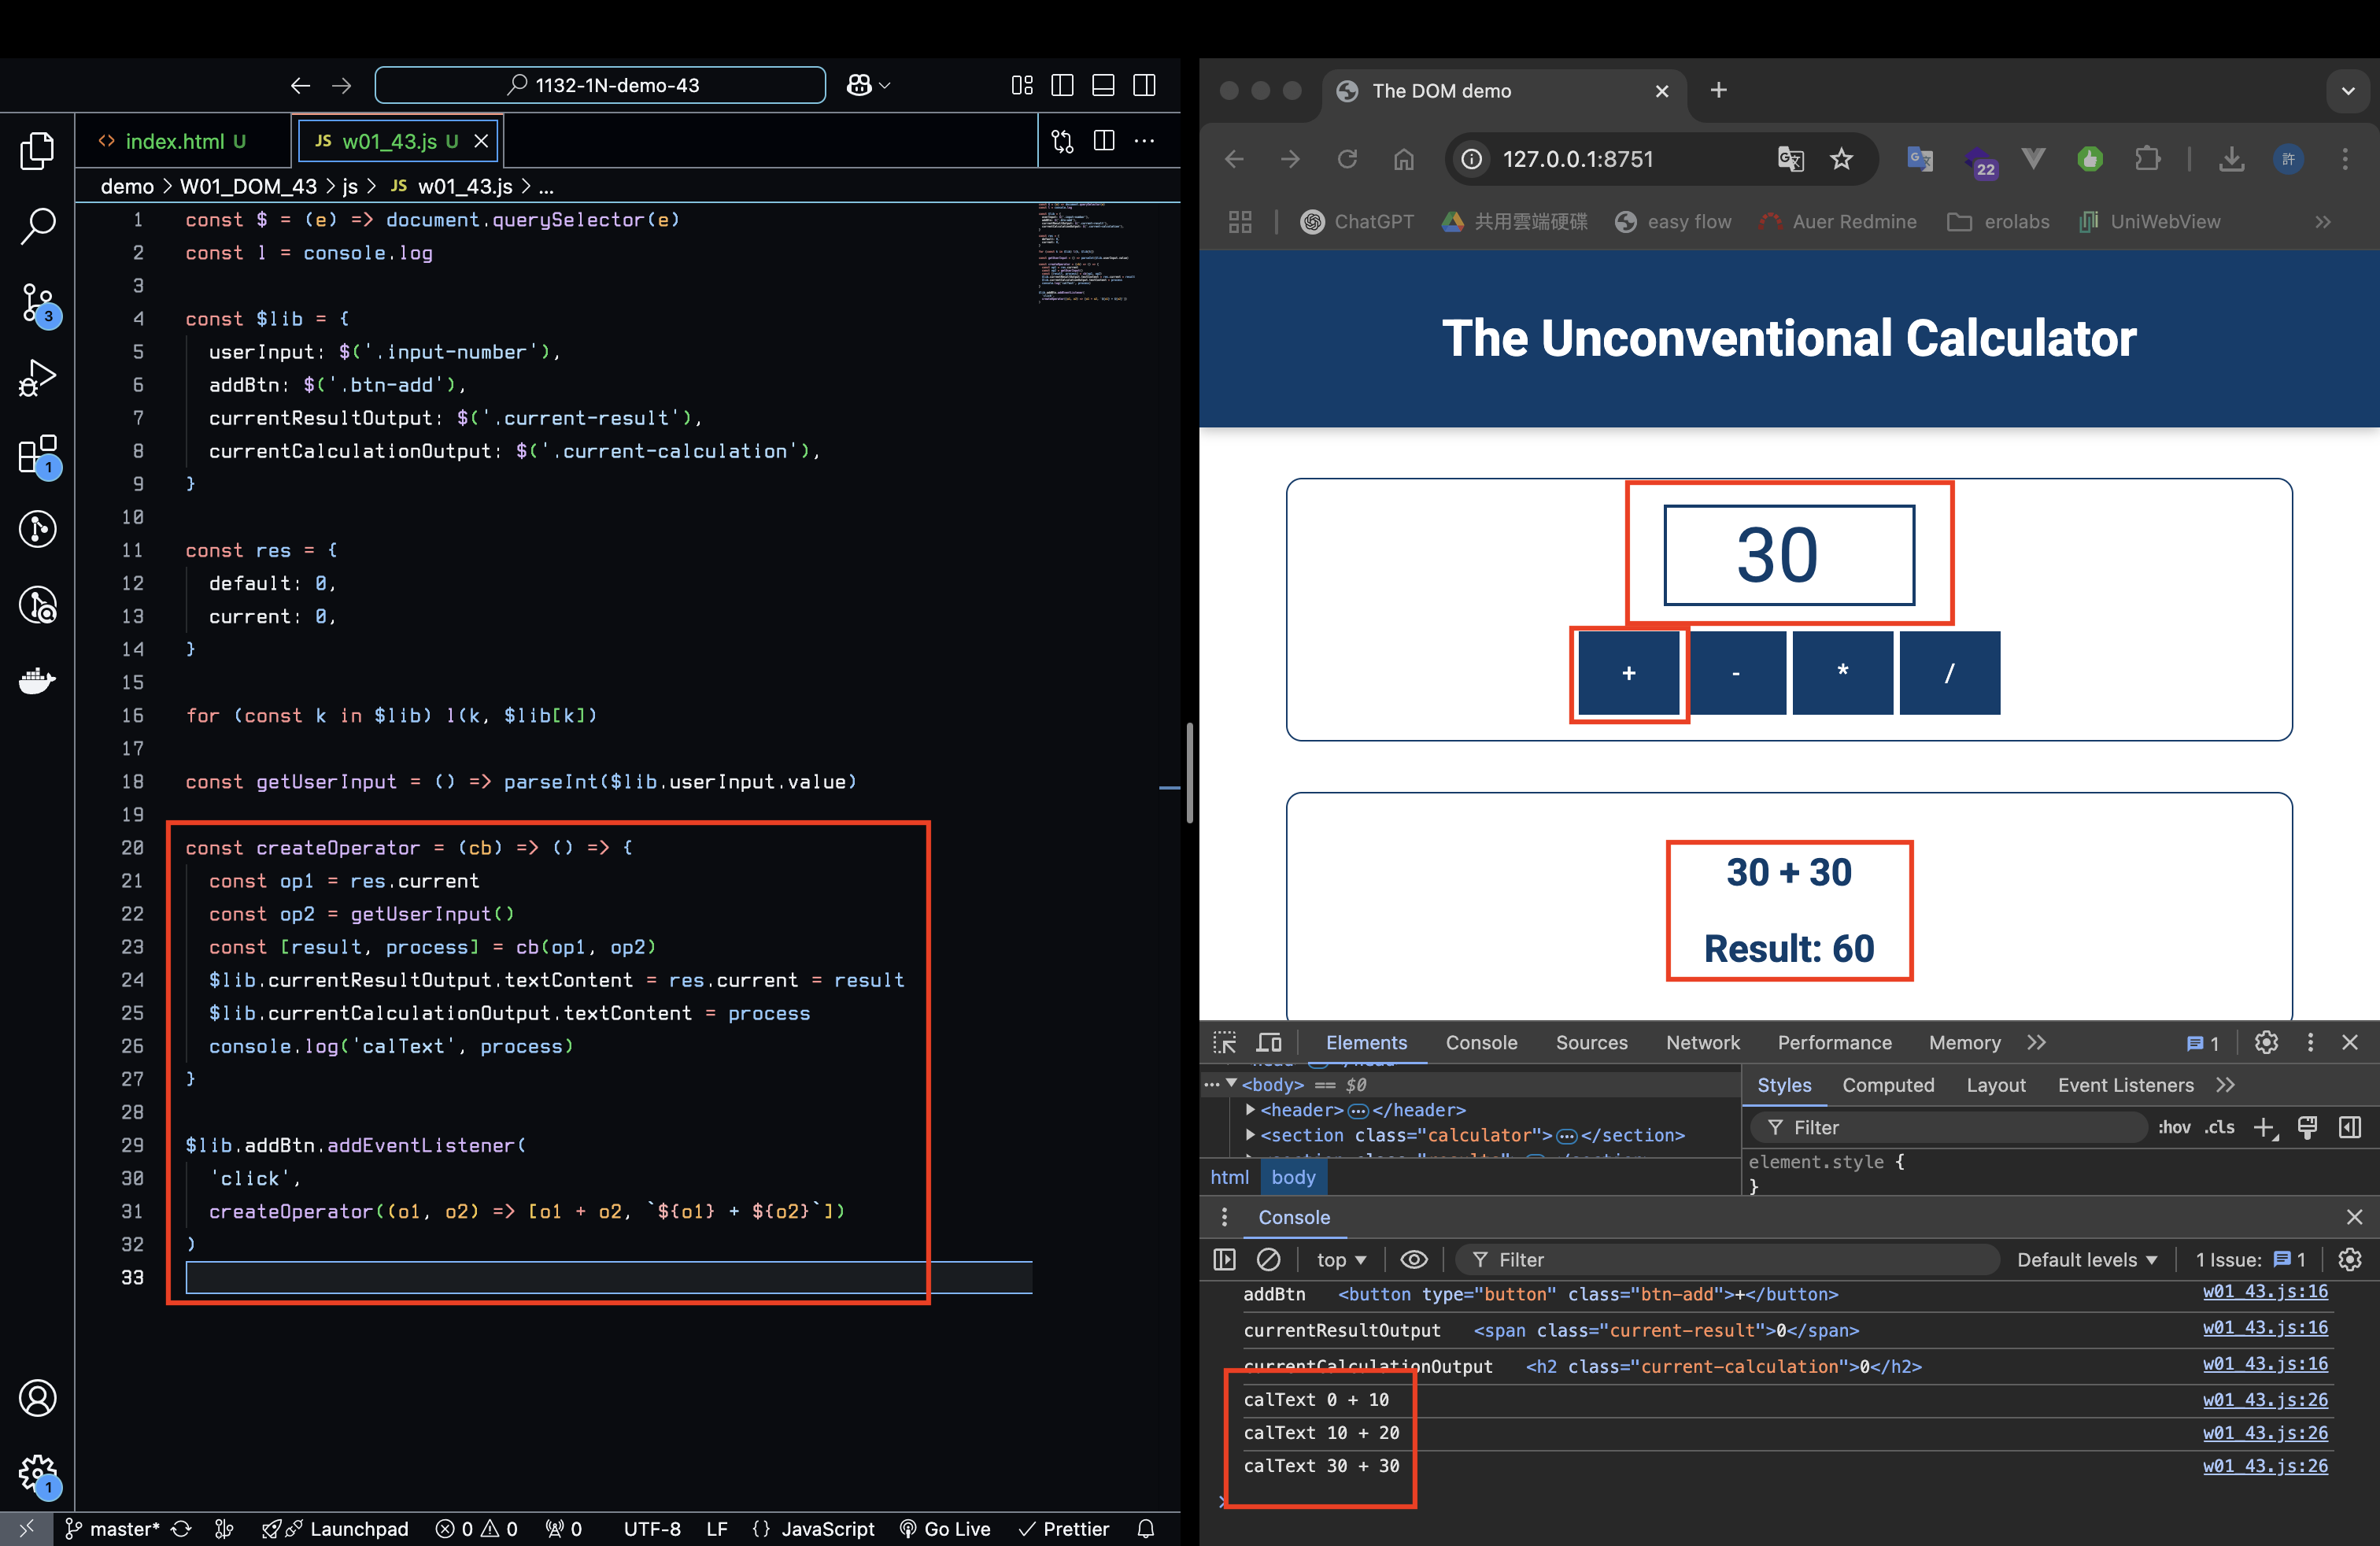 1132-1N-demo-43
index.html U
JS w01_43.js U
demo > W01_DOM_43 > js > JS w01_43.js > ...
1 const $ = (e) => document.querySelector(e)
2 const l = console.log
3
4 const $lib = {
5 userInput: $('.input-number'),
6 addBtn: $('.btn-add'),
7 currentResultOutput: $('.current-result'),
8 currentCalculationOutput: $('.current-calculation'),
9 }
10
11 const res = {
12 default: 0,
13 current: 0,
14 }
15
16 for (const k in $lib) l(k, $lib[k])
17
18 const getUserInput = () => parseInt($lib.userInput.value)
19
20 const createOperator = (cb) => () => {
21 const op1 = res.current
22 const op2 = getUserInput()
23 const [result, process] = cb(op1, op2)
24 $lib.currentResultOutput.textContent = res.current = result
25 $lib.currentCalculationOutput.textContent = process
26 console.log('calText', process)
27 }
28
29 $lib.addBtn.addEventListener(
30 'click',
31 createOperator((o1, o2) => [o1 + o2, `${o1} + ${o2}`])
32 )
33
3
1
1
master* Launchpad 0 0 0 UTF-8 LF {} JavaScript Go Live Prettier
The DOM demo
127.0.0.1:8751
22
許
ChatGPT 共用雲端硬碟 easy flow Auer Redmine erolabs UniWebView
The Unconventional Calculator
30
+ - * /
30 + 30
Result: 60
Elements Console Sources Network Performance Memory 1
<body> == $0
<header> ... </header>
<section class="calculator"> ... </section>
html body
Styles Computed Layout Event Listeners
Filter :hov .cls
element.style {
}
Console
top Filter Default levels 1 Issue: 1
addBtn <button type="button" class="btn-add">+</button> w01_43.js:16
currentResultOutput <span class="current-result">0</span> w01_43.js:16
currentCalculationOutput <h2 class="current-calculation">0</h2> w01_43.js:16
calText 0 + 10 w01_43.js:26
calText 10 + 20 w01_43.js:26
calText 30 + 30 w01_43.js:26